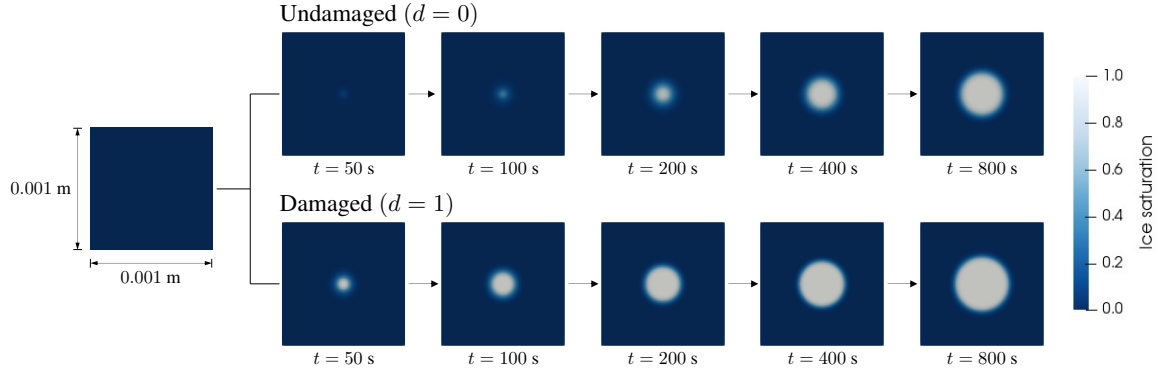 Undamaged (d = 0)
t = 50 s
t = 100 s
t = 200 s
t = 400 s
t = 800 s
0.001 m
0.001 m
Damaged (d = 1)
t = 50 s
t = 100 s
t = 200 s
t = 400 s
t = 800 s
1.0
0.8
0.6
0.4
0.2
0.0
Ice saturation